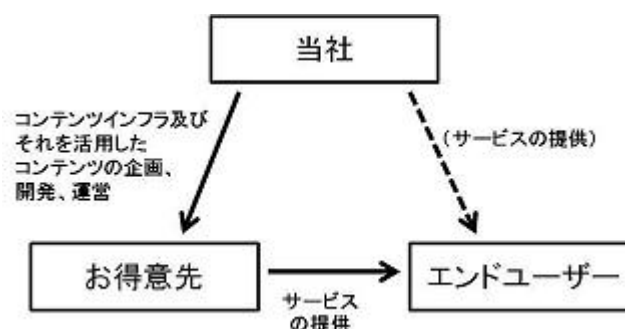 当社
コンテンツインフラ及び
それを活用した
コンテンツの企画、
開発、運営
（サービスの提供）
お得意先
サービス
の提供
エンドユーザー